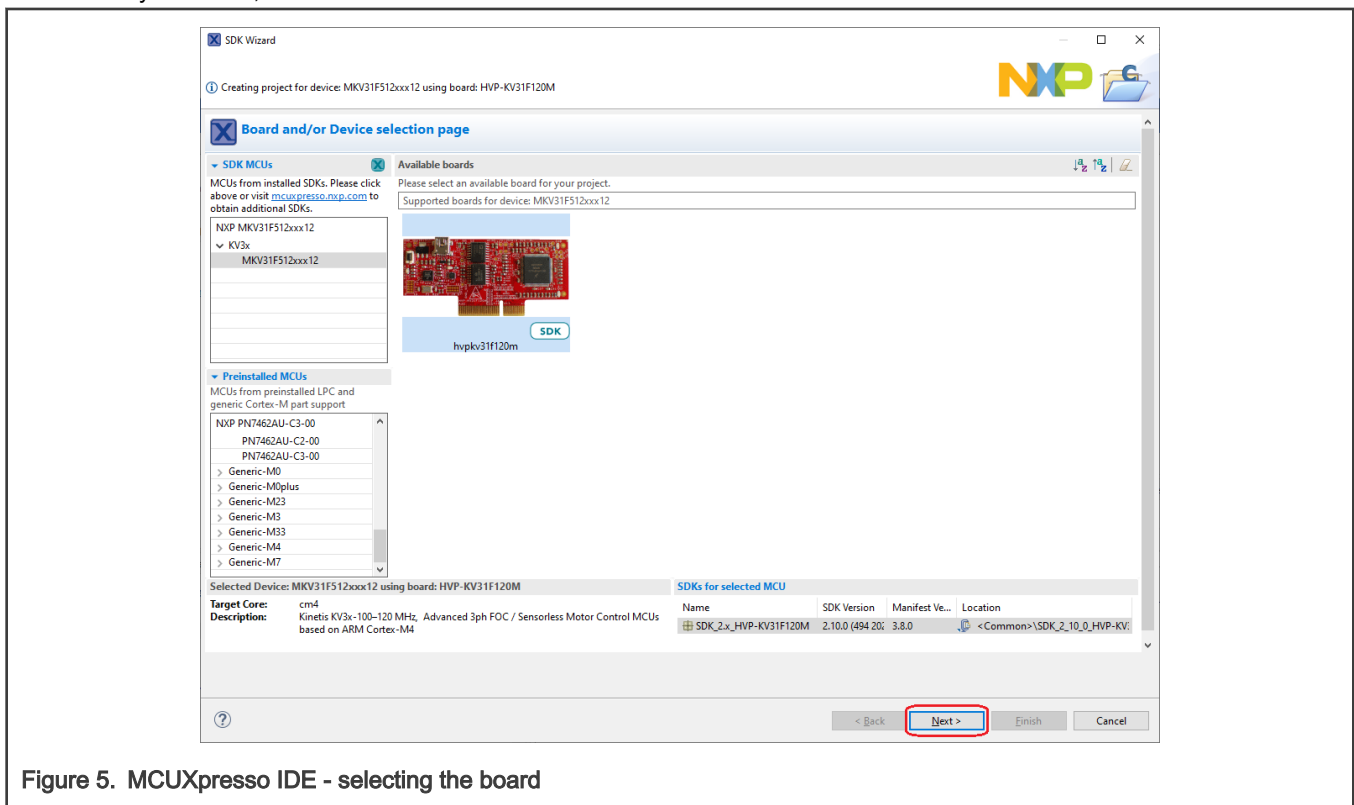 SDK Wizard
NXP
Creating project for device: MKV31F512xxx12 using board: HVP-KV31F120M
Board and/or Device selection page
SDK MCUs
MCUs from installed SDKs. Please click
above or visit mcuxpresso.nxp.com to
obtain additional SDKs.
NXP MKV31F512xxx12
KV3x
MKV31F512xxx12
Available boards
Please select an available board for your project.
Supported boards for device: MKV31F512xxx12
SDK
hvpkv31f120m
Preinstalled MCUs
MCUs from preinstalled LPC and
generic Cortex-M part support
NXP PN7462AU-C3-00
PN7462AU-C2-00
PN7462AU-C3-00
> Generic-M0
> Generic-M0plus
> Generic-M23
> Generic-M3
> Generic-M33
> Generic-M4
> Generic-M7
Selected Device: MKV31F512xxx12 using board: HVP-KV31F120M
Target Core: cm4
Description: Kinetis KV3x-100–120 MHz, Advanced 3ph FOC / Sensorless Motor Control MCUs
based on ARM Cortex-M4
SDKs for selected MCU
Name SDK Version Manifest Ve... Location
SDK_2.x_HVP-KV31F120M 2.10.0 (494 202 3.8.0 <Common>\SDK_2_10_0_HVP-KV3
< Back Next > Finish Cancel
Figure 5. MCUXpresso IDE - selecting the board